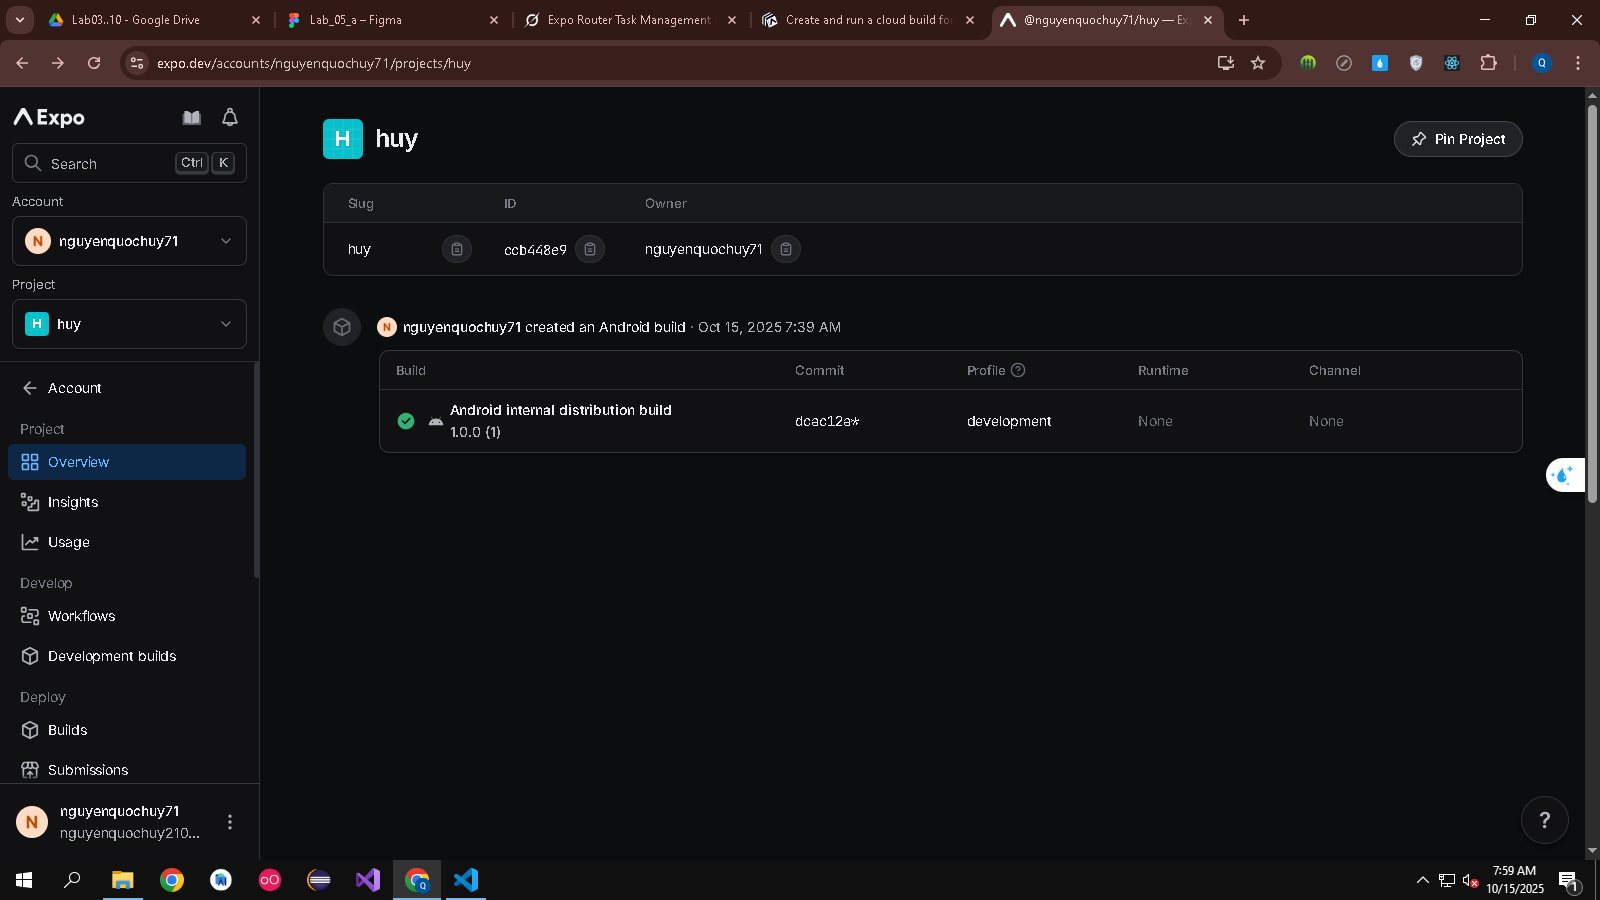 Lab03..10 - Google Drive
Lab_05_a – Figma
Expo Router Task Management
Create and run a cloud build fo
@nguyenquochuy71/huy — Ex
expo.dev/accounts/nguyenquochuy71/projects/huy
Q
Expo
Search
Ctrl
K
Account
N
nguyenquochuy71
Project
H
huy
Account
Project
Overview
Insights
Usage
Develop
Workflows
Development builds
Deploy
Builds
Submissions
N
nguyenquochuy71
nguyenquochuy210...
H
huy
Pin Project
Slug
ID
Owner
huy
ccb448e9
nguyenquochuy71
N
nguyenquochuy71 created an Android build · Oct 15, 2025 7:39 AM
Build
Commit
Profile
Runtime
Channel
Android internal distribution build
1.0.0 (1)
dcac12a*
development
None
None
?
7:59 AM
10/15/2025
1